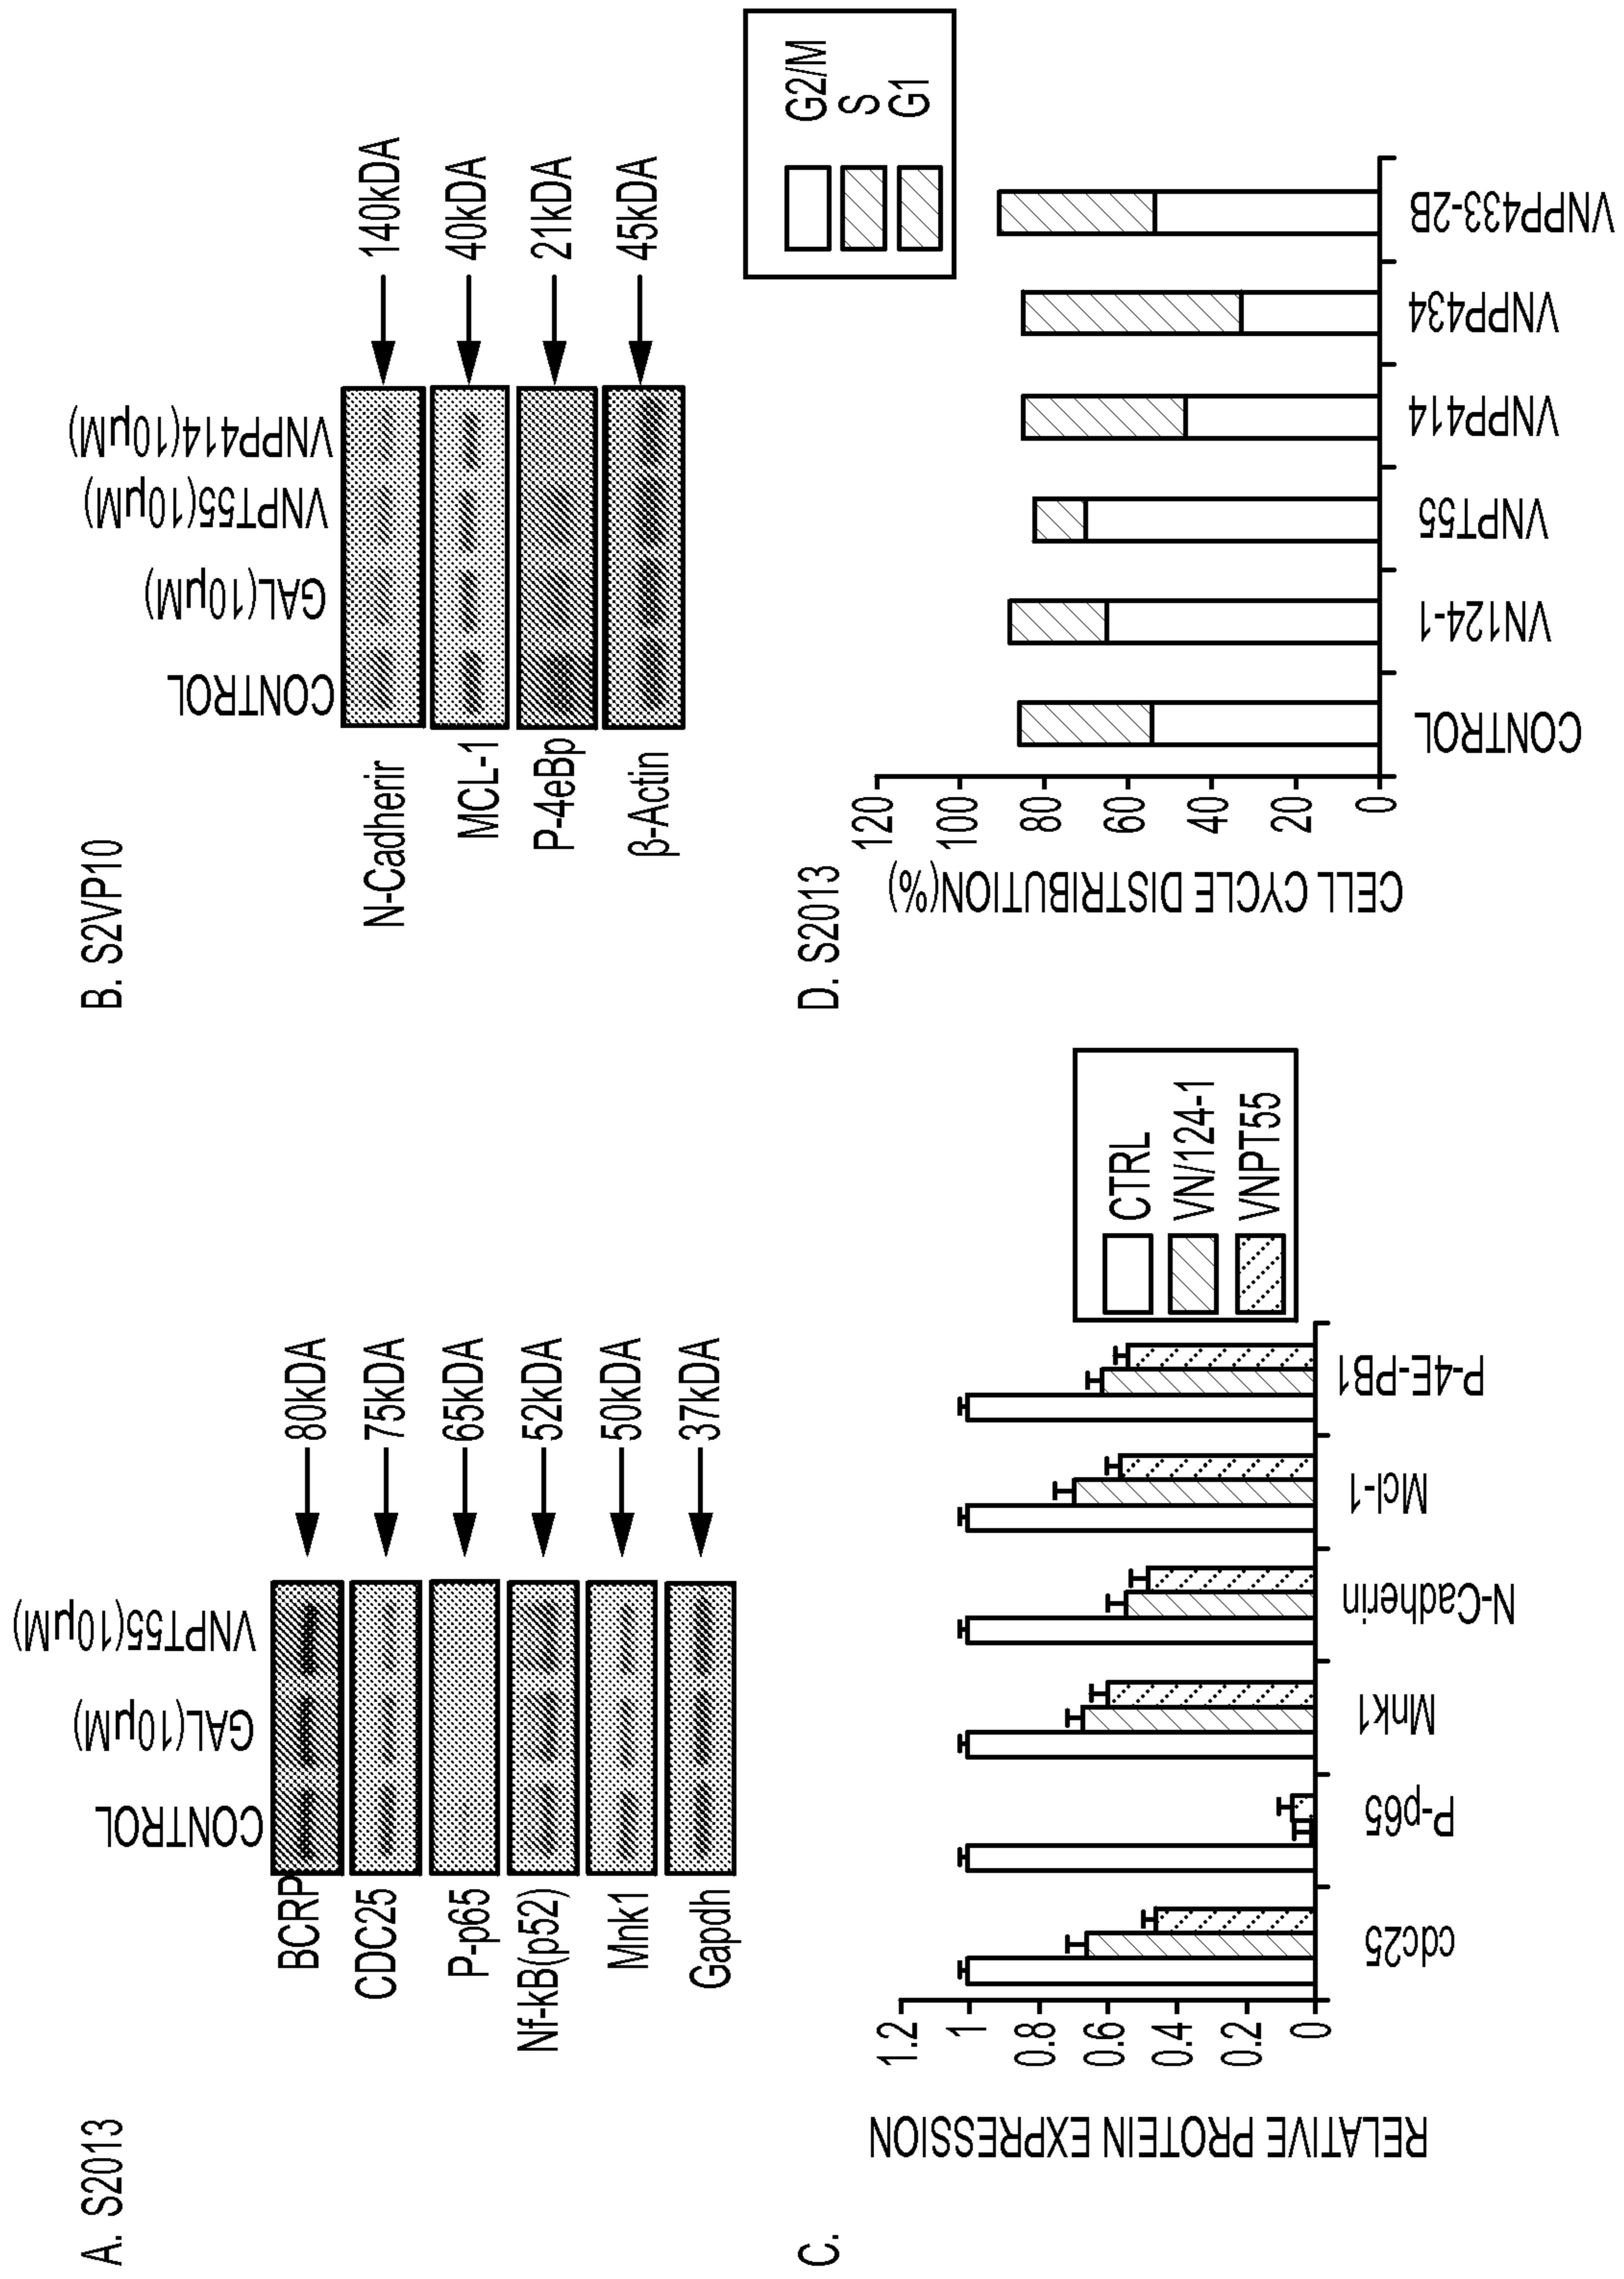 A. S2013
CONTROL
GAL(10µM)
VNPT55(10µM)
BCRP
80kDA
CDC25
75kDA
P-p65
65kDA
Nf-kB(p52)
52kDA
Mnk1
50kDA
Gapdh
37kDA
B. S2VP10
CONTROL
GAL(10µM)
VNPT55(10µM)
VNPP414(10µM)
N-Cadherir
140kDA
MCL-1
40kDA
P-4eBp
21kDA
β-Actin
45kDA
C.
RELATIVE PROTEIN EXPRESSION
1.2
1
0.8
0.6
0.4
0.2
0
cdc25
P-p65
Mnk1
N-Cadherin
Mcl-1
P-4E-PB1
CTRL
VN/124-1
VNPT55
D. S2013
CELL CYCLE DISTRIBUTION(%)
120
100
80
60
40
20
0
CONTROL
VN124-1
VNPT55
VNPP414
VNPP434
VNPP433-2B
G2/M
S
G1